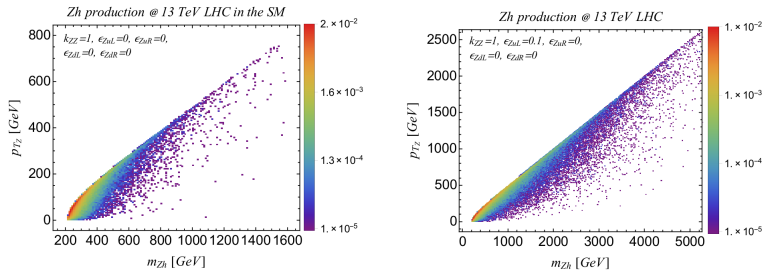 Zh production @ 13 TeV LHC in the SM
k_ZZ=1, ϵ_ZuL=0, ϵ_ZuR=0,
ϵ_ZdL=0, ϵ_ZdR=0
p_T_Z [GeV]
800
600
400
200
0
200 400 600 800 1000 1200 1400 1600
m_Zh [GeV]
2.×10⁻²
1.6×10⁻³
1.3×10⁻⁴
1.×10⁻⁵
Zh production @ 13 TeV LHC
k_ZZ=1, ϵ_ZuL=0.1, ϵ_ZuR=0,
ϵ_ZdL=0, ϵ_ZdR=0
p_T_Z [GeV]
2500
2000
1500
1000
500
0
0 1000 2000 3000 4000 5000
m_Zh [GeV]
1.×10⁻²
1.×10⁻³
1.×10⁻⁴
1.×10⁻⁵